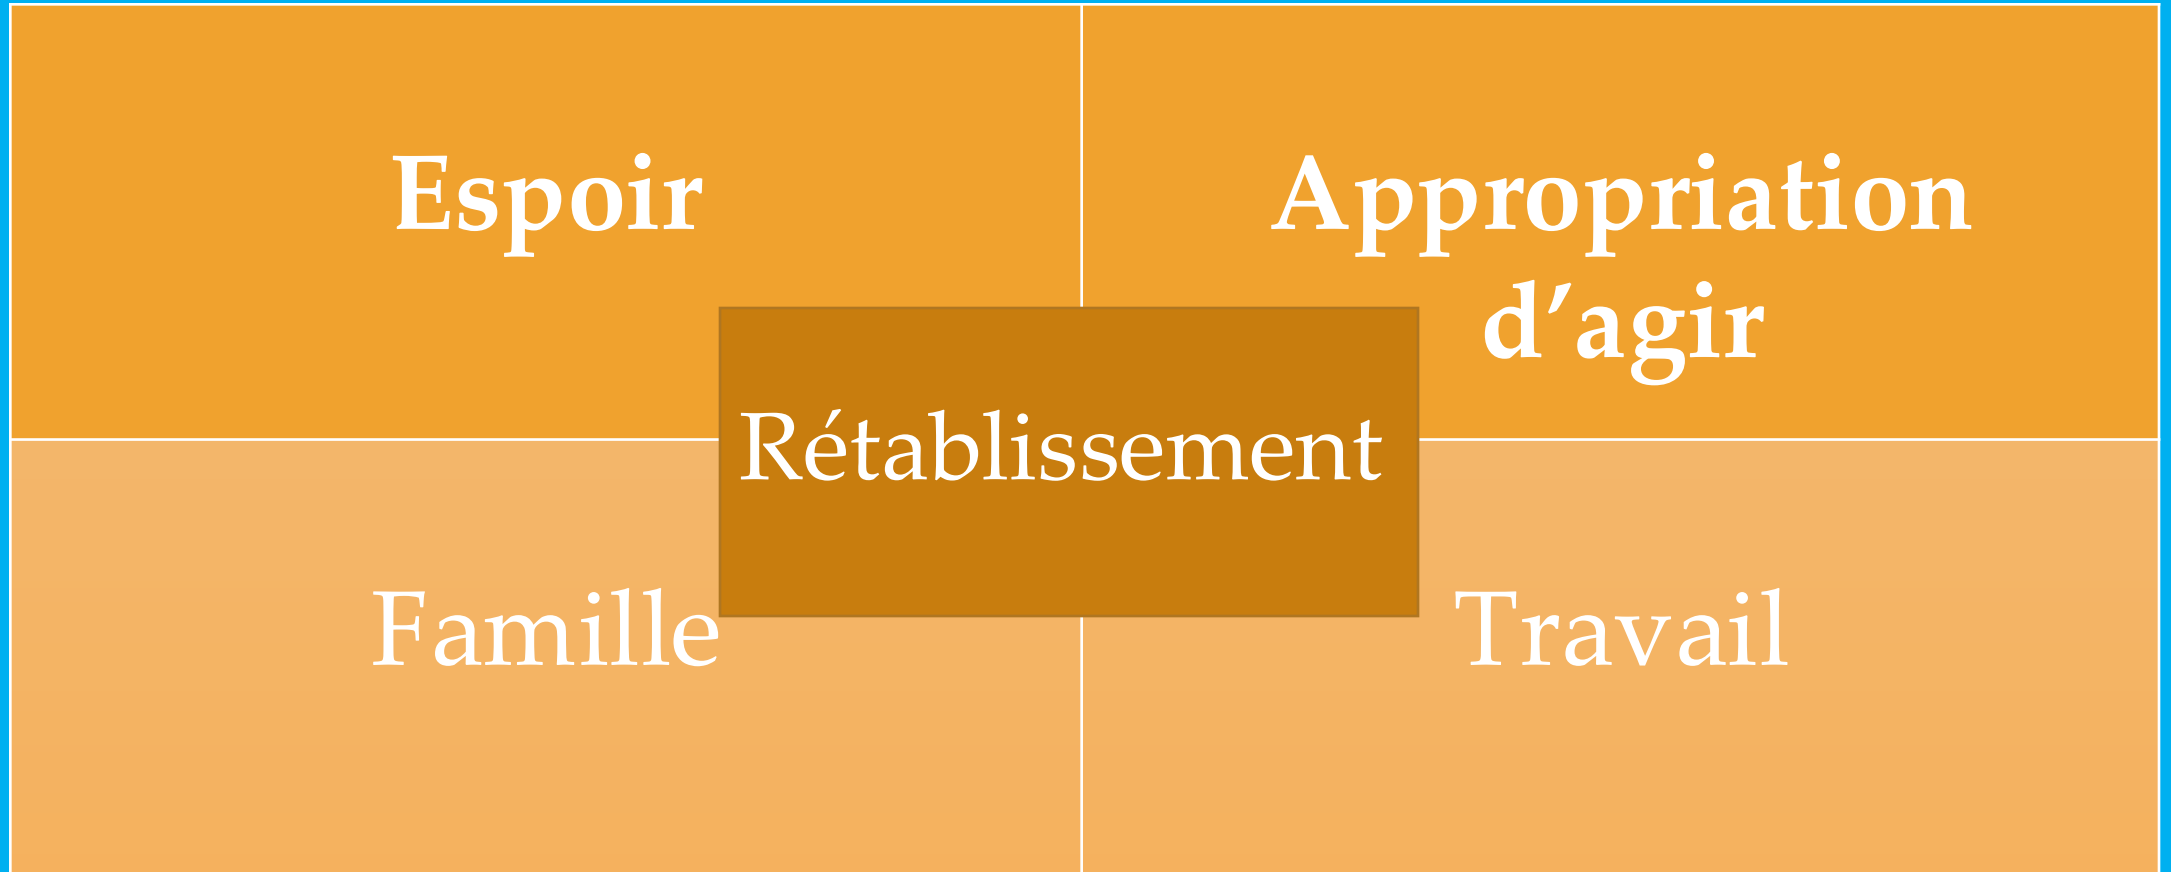 Espoir
Appropriation
d’agir
Rétablissement
Famille
Travail